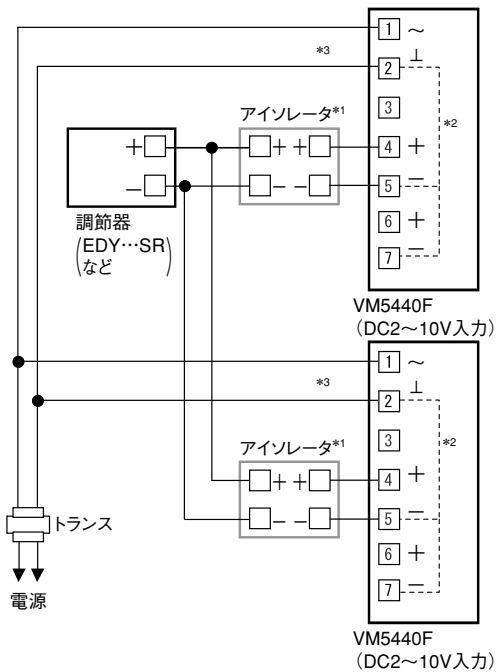 1 ～
*3
2 ⊥
3
*2
アイソレータ*1
+ + + 4 +
− − − 5 −
調節器
(EDY…SR)
など
6 +
7 −
VM5440F
(DC2～10V入力)
1 ～
*3
2 ⊥
3
*2
アイソレータ*1
+ + 4 +
− − 5 −
トランス
6 +
7 −
電源
VM5440F
(DC2～10V入力)